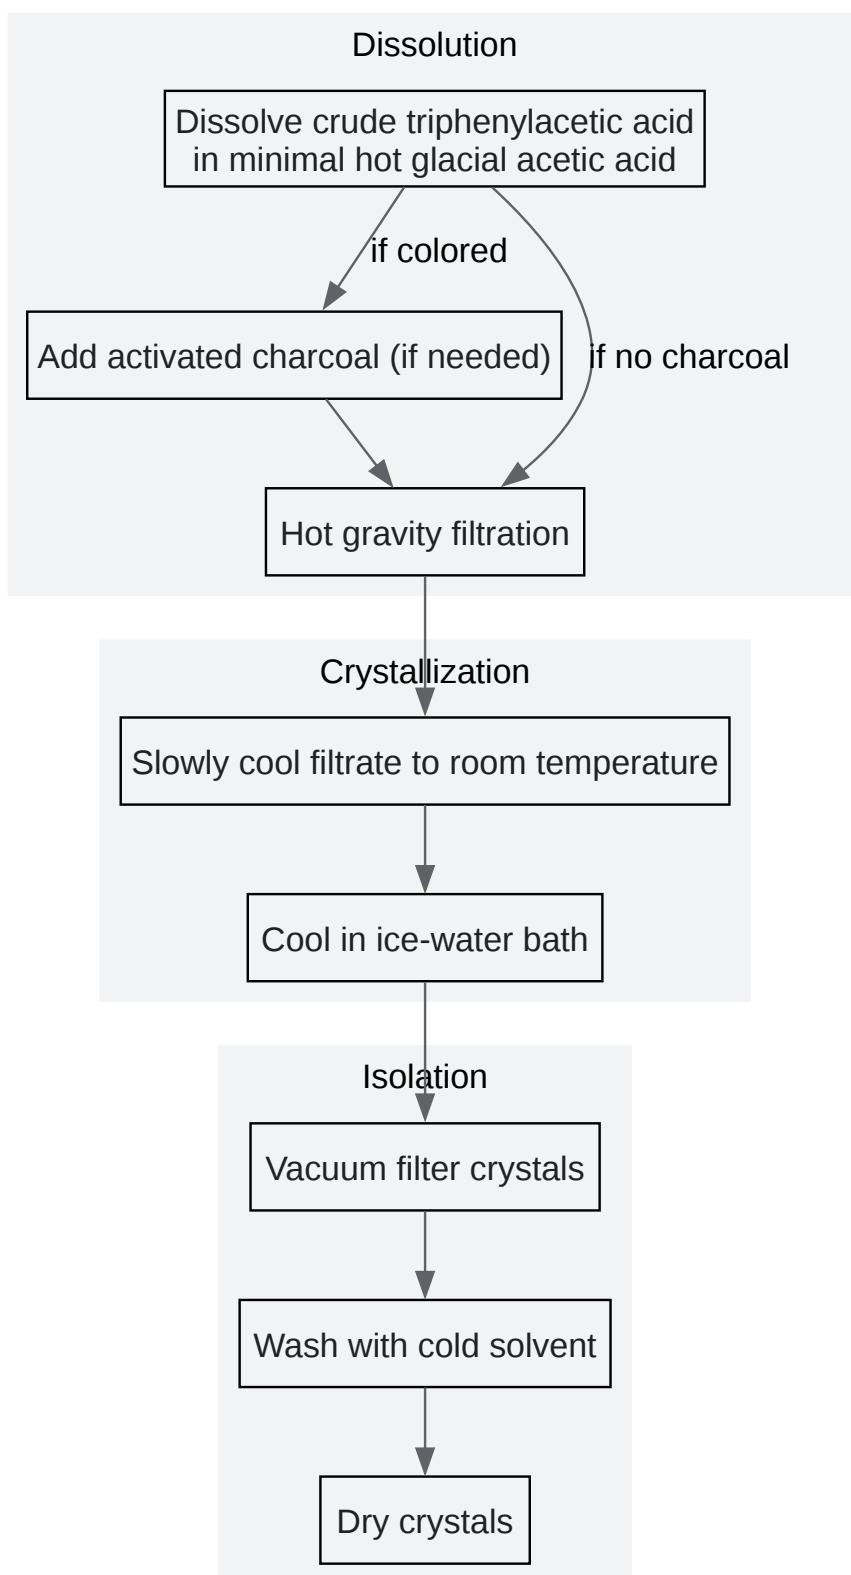 Dissolution
Dissolve crude triphenylacetic acid
in minimal hot glacial acetic acid
if colored
Add activated charcoal (if needed)
if no charcoal
Hot gravity filtration
Crystallization
Slowly cool filtrate to room temperature
Cool in ice-water bath
Isolation
Vacuum filter crystals
Wash with cold solvent
Dry crystals